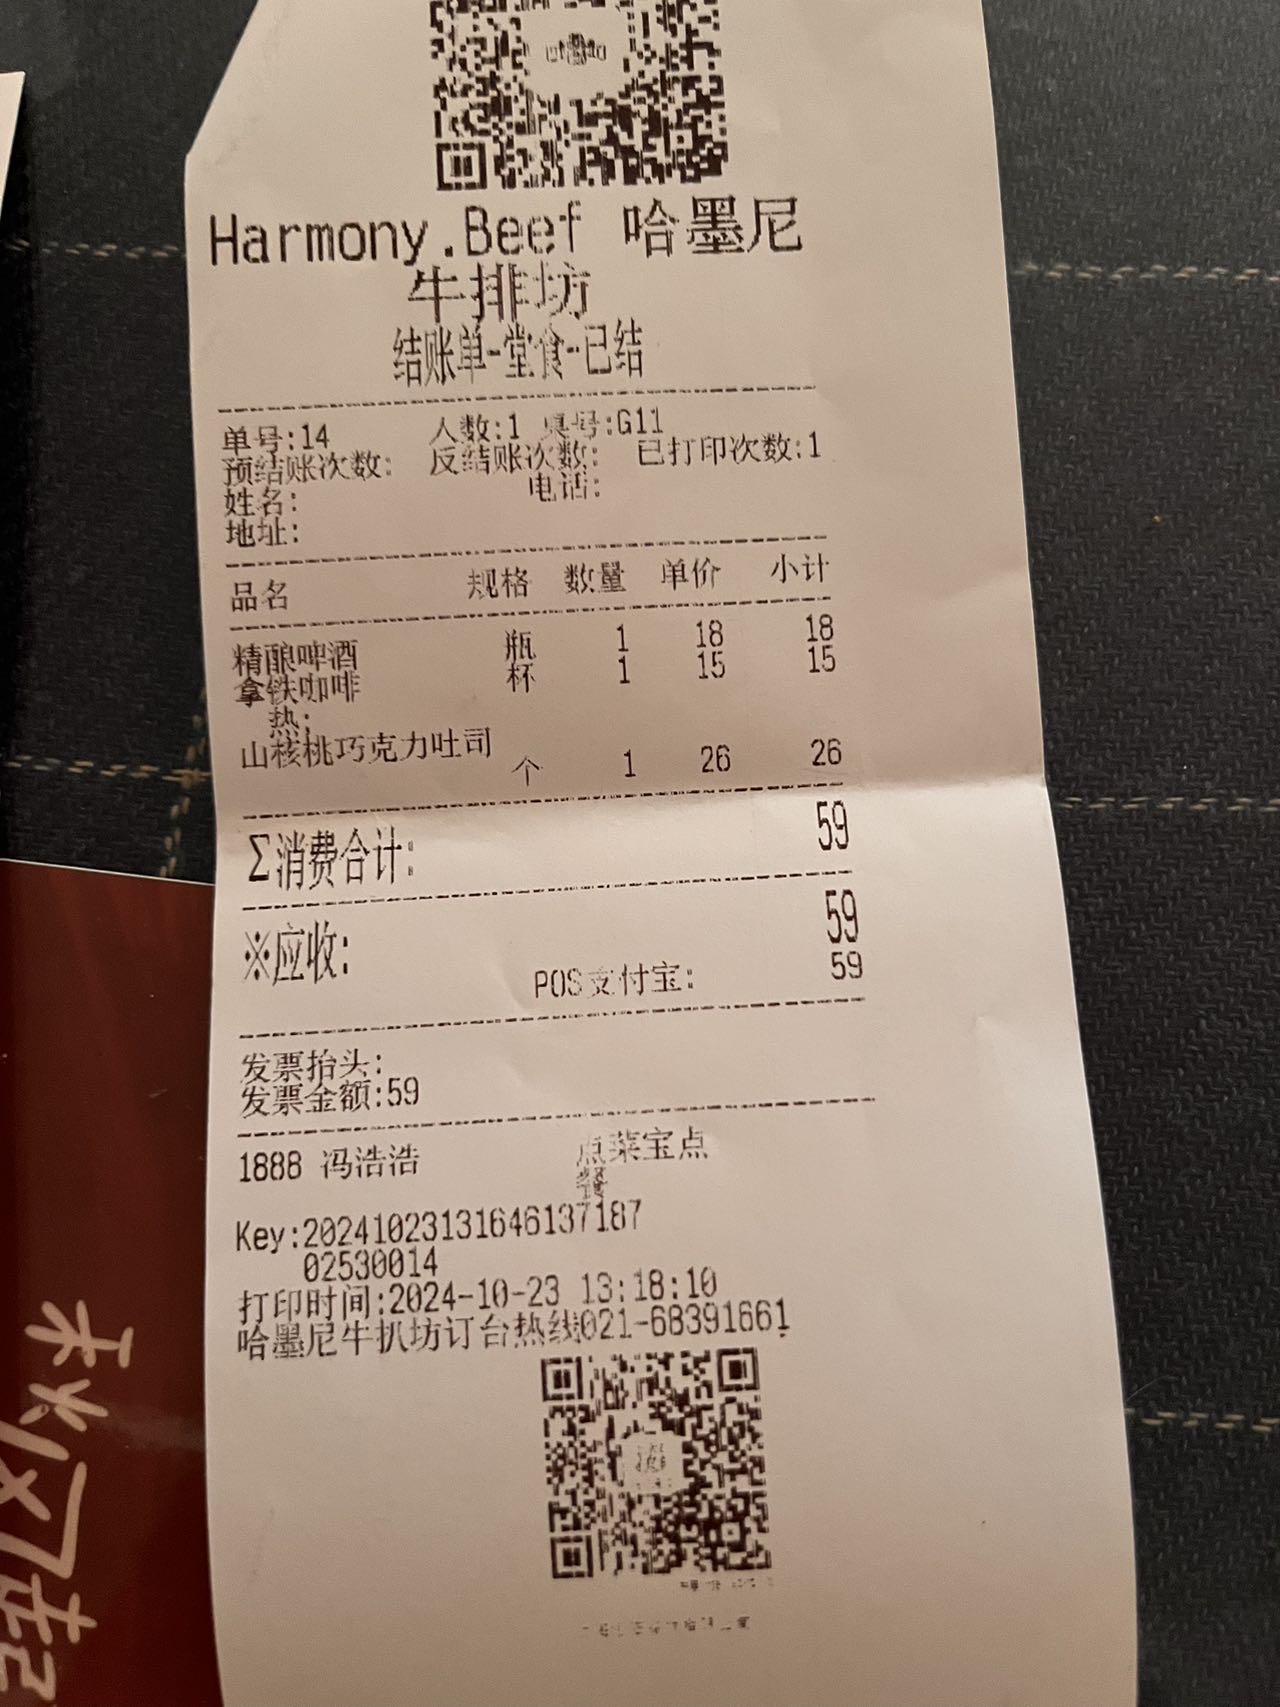 Harmony.Beef 哈墨尼
牛排坊
结账单-堂食-已结
单号:14 人数:1 桌号:G11
预结账次数: 反结账次数: 已打印次数:1
姓名: 电话:
地址:
品名 规格 数量 单价 小计
精酿啤酒 瓶 1 18 18
拿铁咖啡 杯 1 15 15
热:
山核桃巧克力吐司 个 1 26 26
Σ消费合计: 59
※应收: 59
POS支付宝: 59
发票抬头:
发票金额:59
1888 冯浩浩 点菜宝点
Key:20241023131646137187
02530014
打印时间:2024-10-23 13:18:10
哈墨尼牛扒坊订台热线021-68391661
秋风起